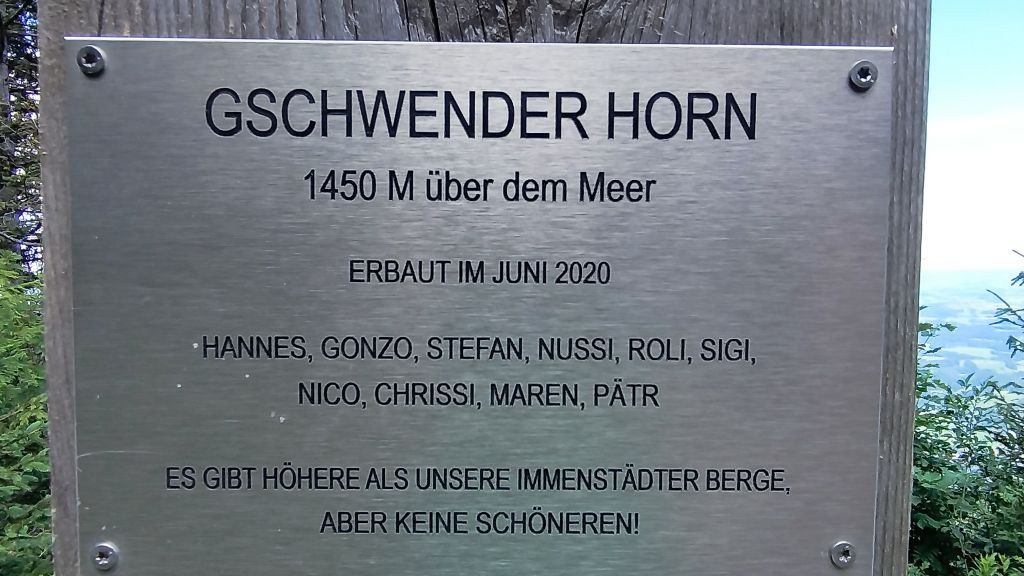 GSCHWENDER HORN
1450 M über dem Meer
ERBAUT IM JUNI 2020
HANNES, GONZO, STEFAN, NUSSI, ROLI, SIGI,
NICO, CHRISSI, MAREN, PÄTR
ES GIBT HÖHERE ALS UNSERE IMMENSTÄDTER BERGE,
ABER KEINE SCHÖNEREN!